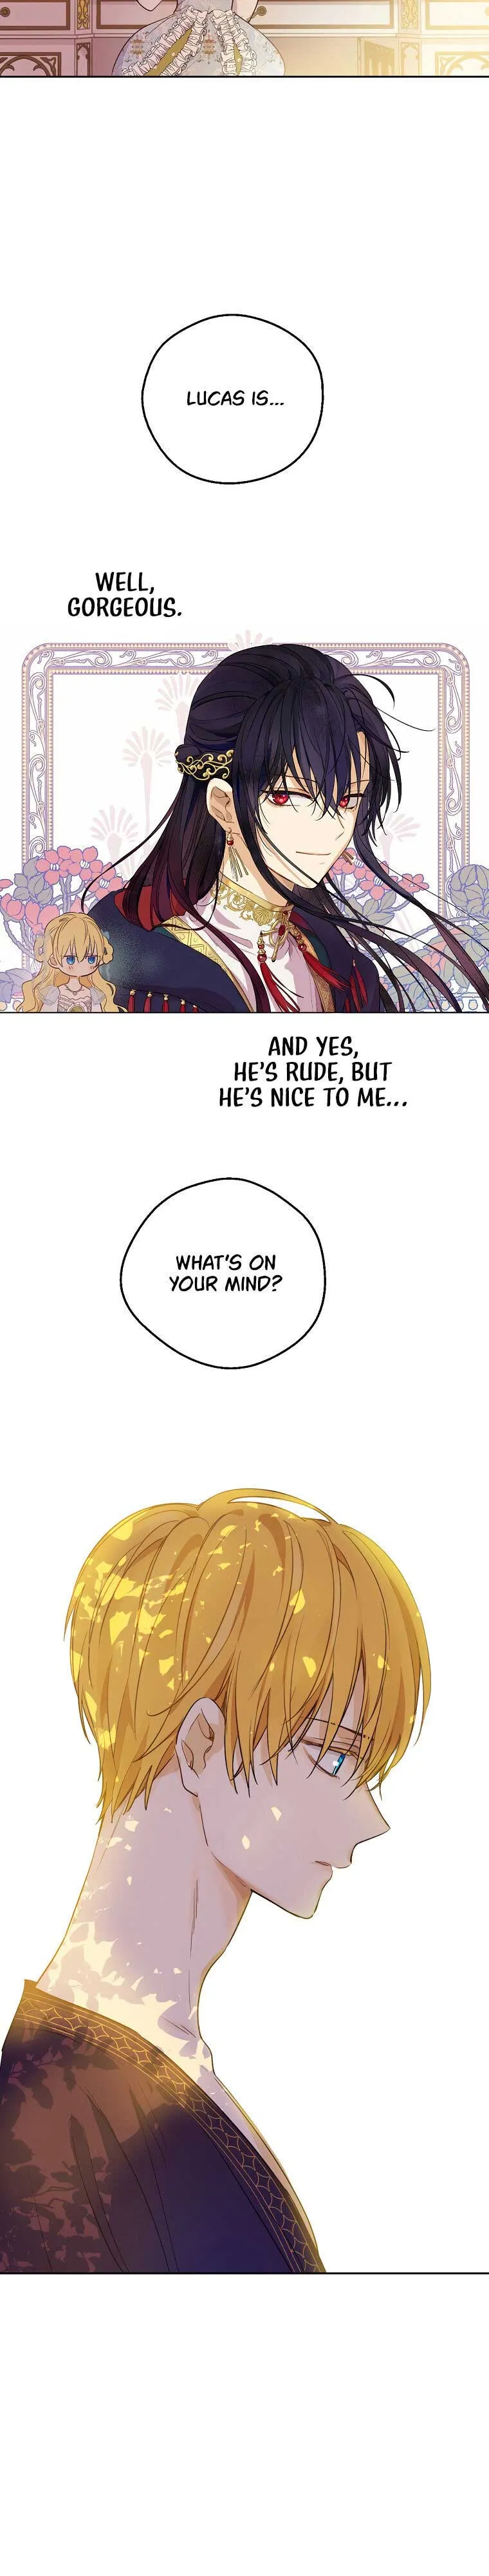 LUCAS IS...
WELL,
GORGEOUS.
AND YES,
HE'S RUDE, BUT
HE'S NICE TO ME...
WHAT'S ON
YOUR MIND?